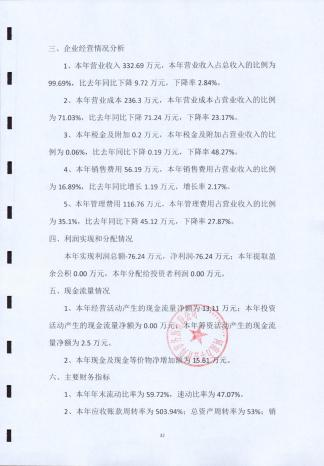 三、企业经营情况分析
1、本年营业收入 332.69 万元，本年营业收入占总收入的比例为
99.69%，比去年同比下降 9.72 万元，下降率 2.84%。
2、本年营业成本 236.3 万元，本年营业成本占营业收入的比例
为 71.03%，比去年同比下降 71.24 万元，下降率 23.17%。
3、本年税金及附加 0.2 万元，本年税金及附加占营业收入的比
例为 0.06%，比去年同比下降 0.19 万元，下降率 48.27%。
4、本年销售费用 56.19 万元，本年销售费用占营业收入的比例
为 16.89%，比去年同比增长 1.19 万元，增长率 2.17%。
5、本年管理费用 116.76 万元，本年管理费用占营业收入的比例
为 35.1%，比去年同比下降 45.12 万元，下降率 27.87%。
四、利润实现和分配情况
本年实现利润总额-76.24 万元，净利润-76.24 万元；本年提取盈
余公积 0.00 万元，本年分配给投资者利润 0.00 万元。
五、现金流量情况
1、本年经营活动产生的现金流量净额为 13.11 万元；本年投资
活动产生的现金流量净额为 0.00 万元；本年筹资活动产生的现金流
量净额为 2.5 万元。
2、本年现金及现金等价物净增加额为 15.61 万元。
六、主要财务指标
1、本年年末流动比率为 59.72%，速动比率为 47.07%。
2、本年应收账款周转率为 503.94%；总资产周转率为 53%；销
32